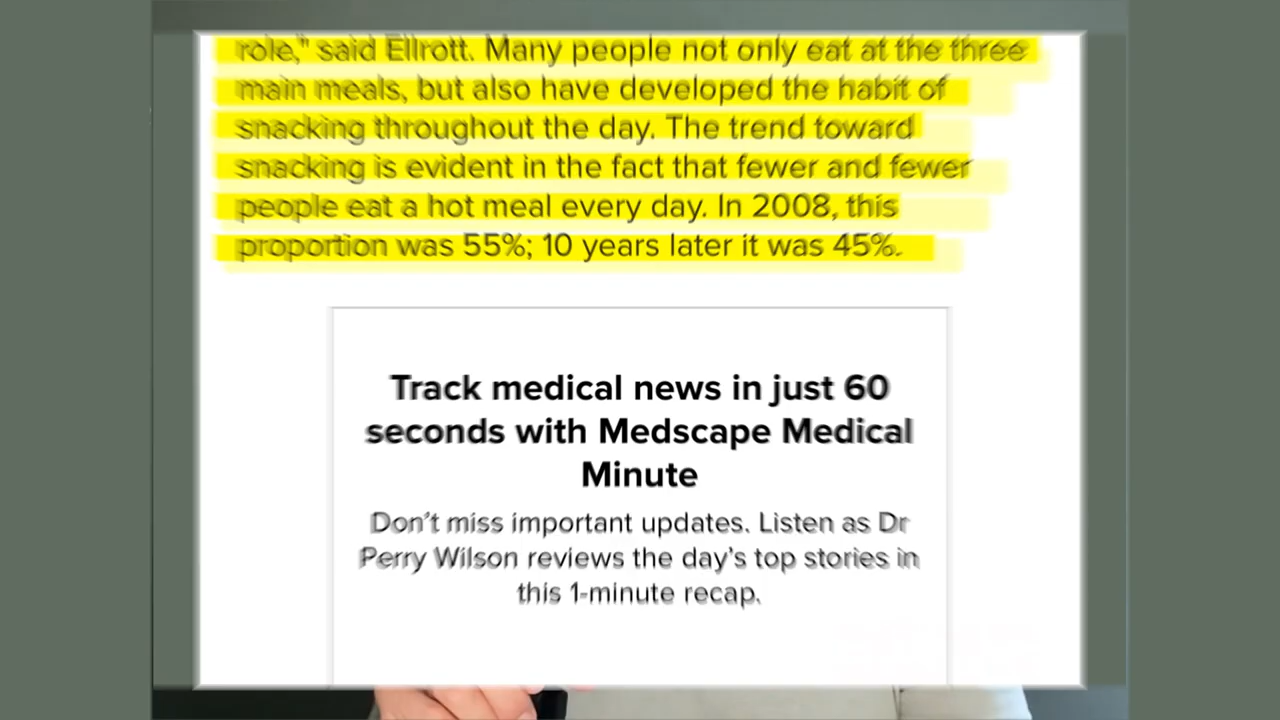 role," said Ellrott. Many people not only eat at the three
main meals, but also have developed the habit of
snacking throughout the day. The trend toward
snacking is evident in the fact that fewer and fewer
people eat a hot meal every day. In 2008, this
proportion was 55%; 10 years later it was 45%.
Track medical news in just 60
seconds with Medscape Medical
Minute
Don’t miss important updates. Listen as Dr
Perry Wilson reviews the day’s top stories in
this 1-minute recap.